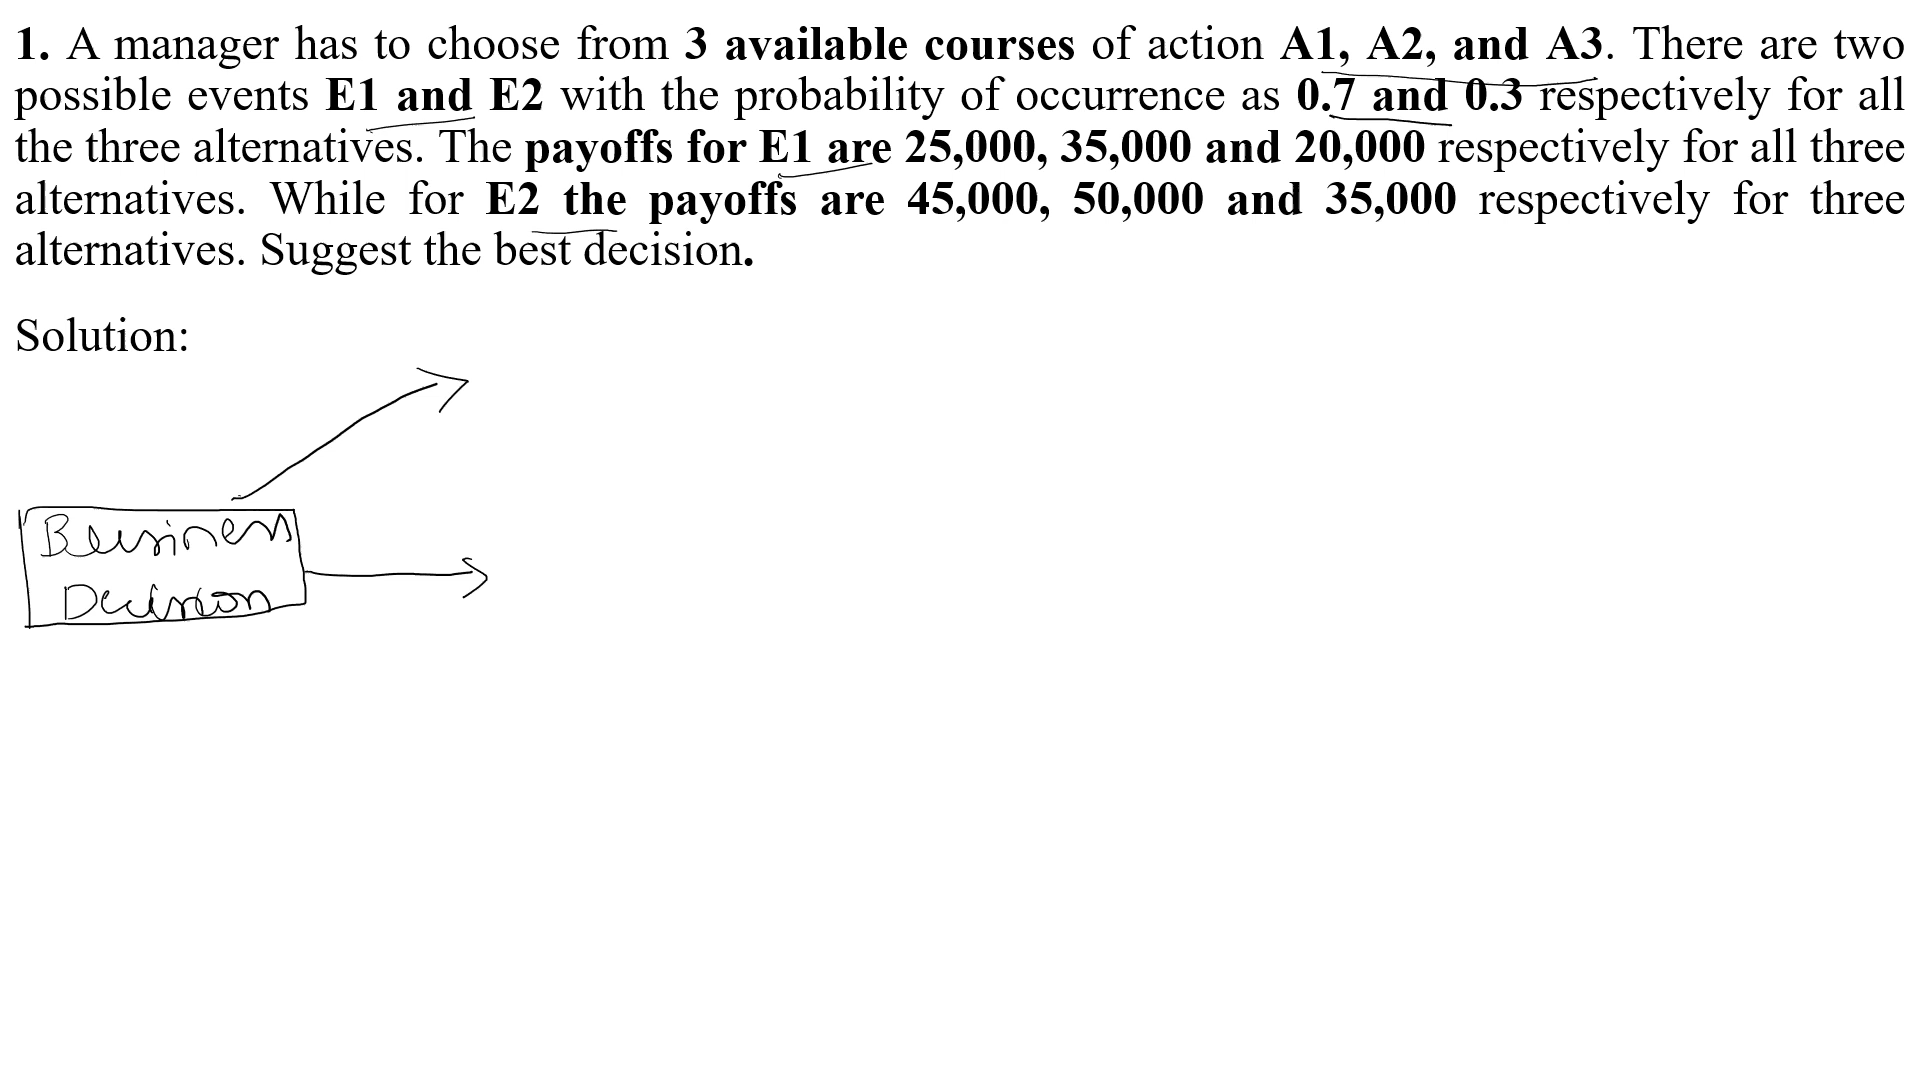 1. A manager has to choose from 3 available courses of action A1, A2, and A3. There are two
possible events E1 and E2 with the probability of occurrence as 0.7 and 0.3 respectively for all
the three alternatives. The payoffs for E1 are 25,000, 35,000 and 20,000 respectively for all three
alternatives. While for E2 the payoffs are 45,000, 50,000 and 35,000 respectively for three
alternatives. Suggest the best decision.
Solution:
Business
Decision